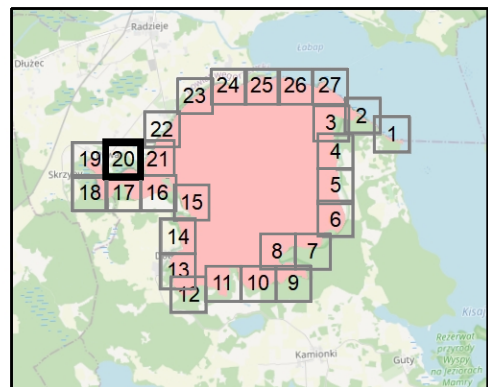 Radzieje
Dłużec
Łabap
24 25 26 27
23
3 2
22
1
19 20 21
4
Skrzy
18 17 16
5
15
6
14
8 7
13
11 10 9
12
Kamionki
Guty
Rezerwat
przyrody
Wyspy
na Jeziorach
Mamry